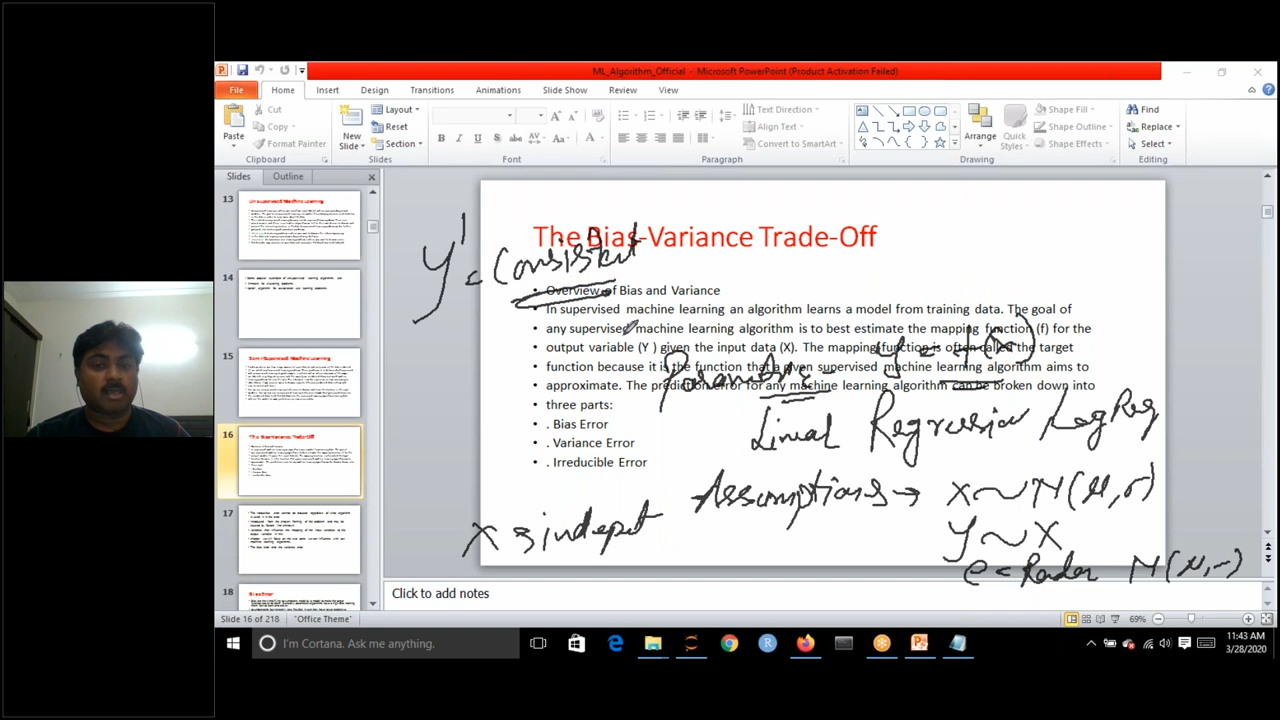 ML_Algorithm_Official - Microsoft PowerPoint (Product Activation Failed)
File Home Insert Design Transitions Animations Slide Show Review View
Paste
Cut
Copy
Format Painter
Clipboard
New Slide
Layout
Reset
Section
Slides
Font
Text Direction
Align Text
Convert to SmartArt
Paragraph
Arrange
Quick Styles
Shape Fill
Shape Outline
Shape Effects
Drawing
Find
Replace
Select
Editing
Slides Outline
13
14
15
16
17
18
The Bias-Variance Trade-Off
Y' = Consistent
• Overview of Bias and Variance
• In supervised machine learning an algorithm learns a model from training data. The goal of
• any supervised machine learning algorithm is to best estimate the mapping function (f) for the
• output variable (Y ) given the input data (X). The mapping function is often called the target
• function because it is the function that a given supervised machine learning algorithm aims to
• approximate. The prediction error for any machine learning algorithm can be broken down into
• three parts:
• . Bias Error
• . Variance Error
• . Irreducible Error
y = f(x)
Linear Regression / Log Reg
Assumptions → X ~ N(μ, σ)
Y ~ X
Click to add notes
Slide 16 of 218 "Office Theme" 69%
I'm Cortana. Ask me anything.
11:43 AM
3/28/2020